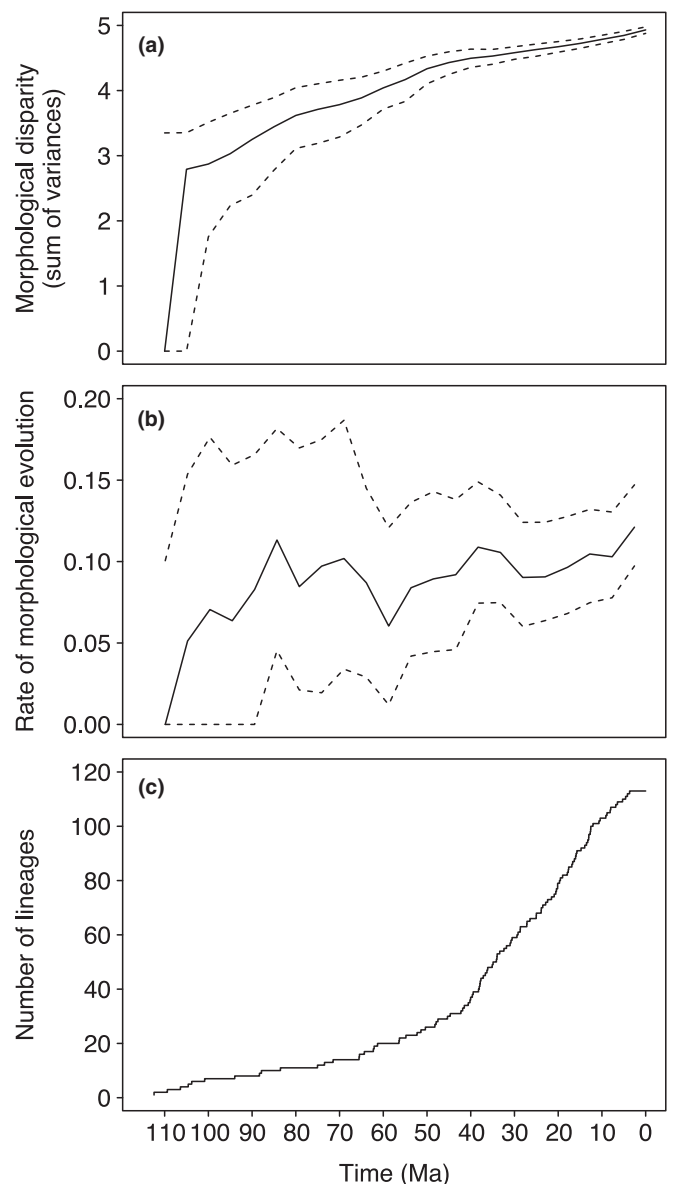 (a)
Morphological disparity
(sum of variances)
5
4
3
2
1
0
(b)
Rate of morphological evolution
0.20
0.15
0.10
0.05
0.00
(c)
Number of lineages
120
100
80
60
40
20
0
110 100 90 80 70 60 50 40 30 20 10 0
Time (Ma)